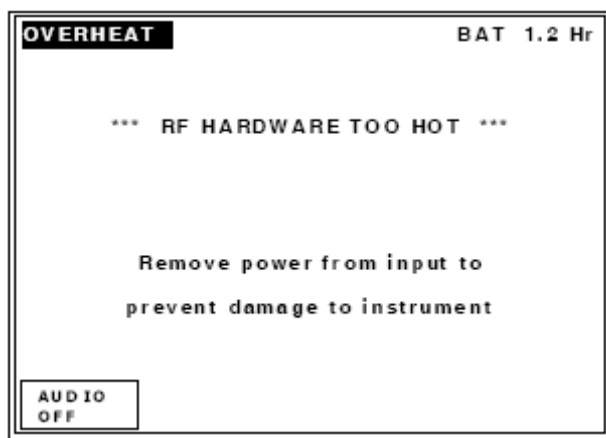 OVERHEAT BAT 1.2 Hr
*** RF HARDWARE TOO HOT ***
Remove power from input to
prevent damage to instrument
AUDIO
OFF